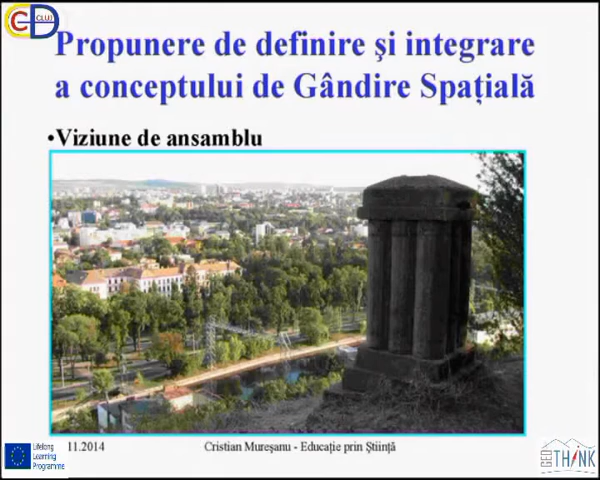 CD CLUJ
Propunere de definire şi integrare
a conceptului de Gândire Spaţială
•Viziune de ansamblu
Lifelong
Learning
Programme
11.2014
Cristian Mureşanu - Educaţie prin Ştiinţă
GEO THINK